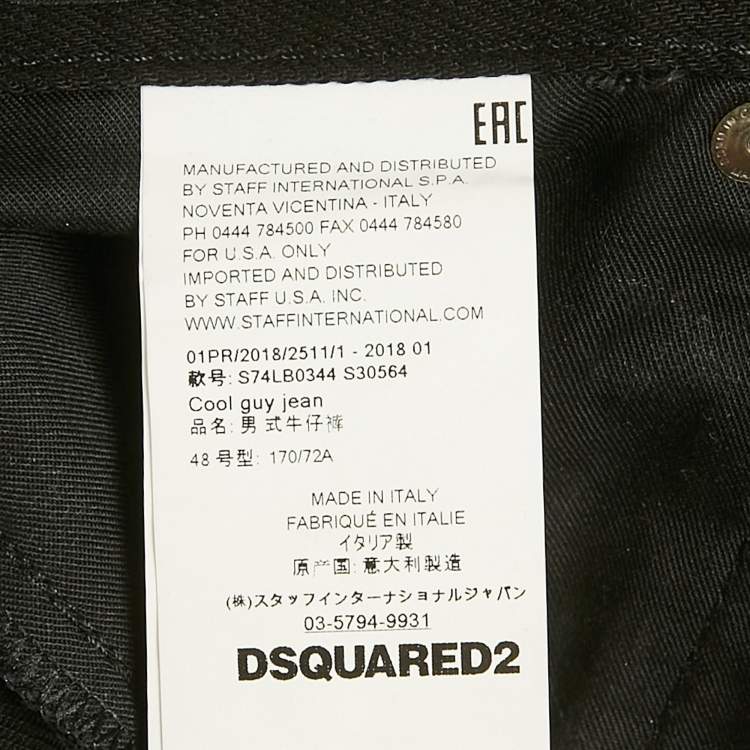 EAC
MANUFACTURED AND DISTRIBUTED
BY STAFF INTERNATIONAL S.P.A.
NOVENTA VICENTINA - ITALY
PH 0444 784500 FAX 0444 784580
FOR U.S.A. ONLY
IMPORTED AND DISTRIBUTED
BY STAFF U.S.A. INC.
WWW.STAFFINTERNATIONAL.COM
01PR/2018/2511/1 - 2018 01
款号: S74LB0344 S30564
Cool guy jean
品名: 男 式牛仔裤
48 号型: 170/72A
MADE IN ITALY
FABRIQUÉ EN ITALIE
イタリア製
原产国: 意大利製造
(株)スタッフインターナショナルジャパン
03-5794-9931
DSQUARED2